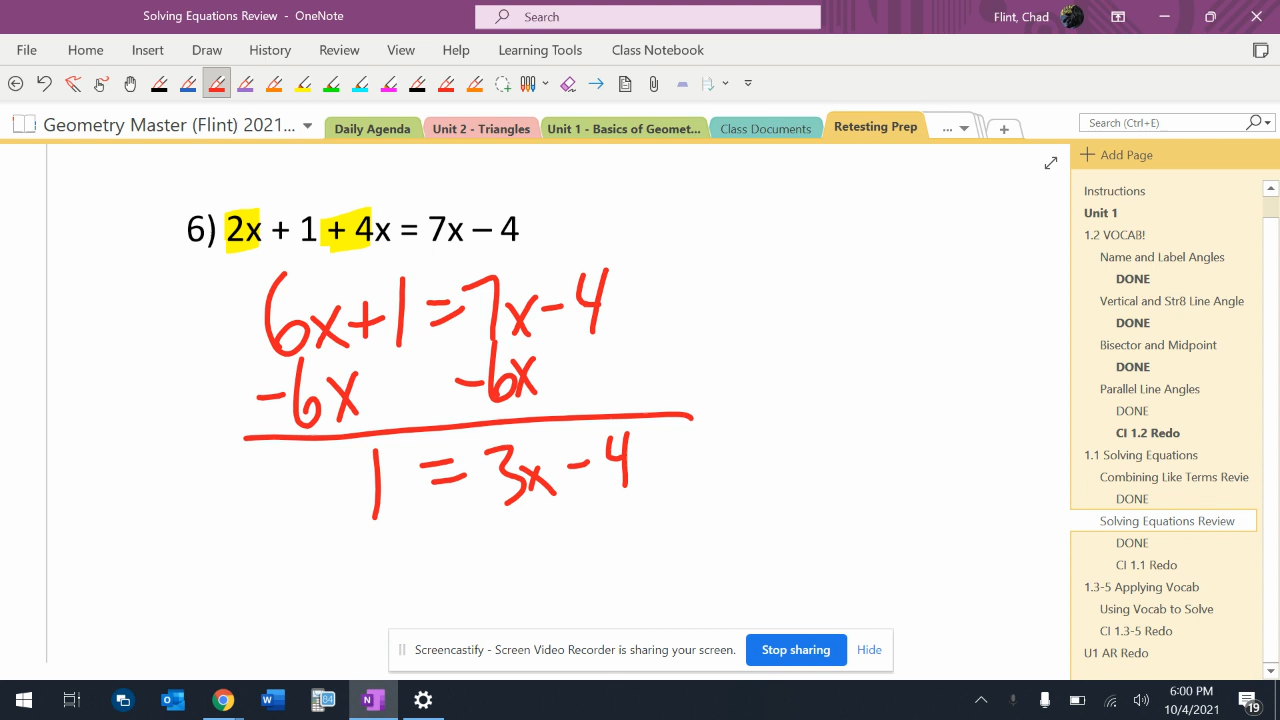 Solving Equations Review - OneNote
Search
Flint, Chad
File Home Insert Draw History Review View Help Learning Tools Class Notebook
Geometry Master (Flint) 2021...
Daily Agenda
Unit 2 - Triangles
Unit 1 - Basics of Geomet...
Class Documents
Retesting Prep
...
Search (Ctrl+E)
Add Page
6) 2x + 1 + 4x = 7x – 4
6x+1=7x-4
-6x -6x
1 = 3x-4
Instructions
Unit 1
1.2 VOCAB!
Name and Label Angles
DONE
Vertical and Str8 Line Angle
DONE
Bisector and Midpoint
DONE
Parallel Line Angles
DONE
CI 1.2 Redo
1.1 Solving Equations
Combining Like Terms Revie
DONE
Solving Equations Review
DONE
CI 1.1 Redo
1.3-5 Applying Vocab
Using Vocab to Solve
CI 1.3-5 Redo
U1 AR Redo
Screencastify - Screen Video Recorder is sharing your screen.
Stop sharing
Hide
84
6:00 PM
10/4/2021
19